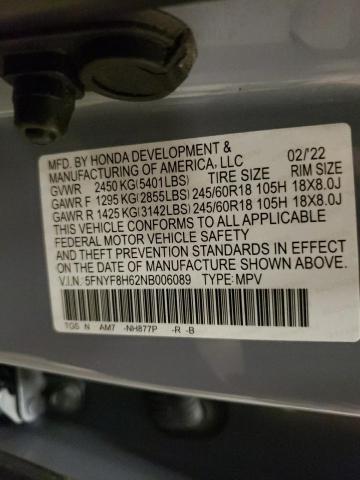 MFD. BY HONDA DEVELOPMENT & 02/'22
MANUFACTURING OF AMERICA, LLC
GVWR 2450 KG(5401LBS) TIRE SIZE RIM SIZE
GAWR F 1295 KG(2855LBS) 245/60R18 105H 18X8.0J
GAWR R 1425 KG(3142LBS) 245/60R18 105H 18X8.0J
THIS VEHICLE CONFORMS TO ALL APPLICABLE
FEDERAL MOTOR VEHICLE SAFETY
AND THEFT PREVENTION STANDARDS IN EFFECT
ON THE DATE OF MANUFACTURE SHOWN ABOVE.
V.I.N.: 5FNYF8H62NB006089 TYPE: MPV
TGS N AM7 -NH877P -R -B